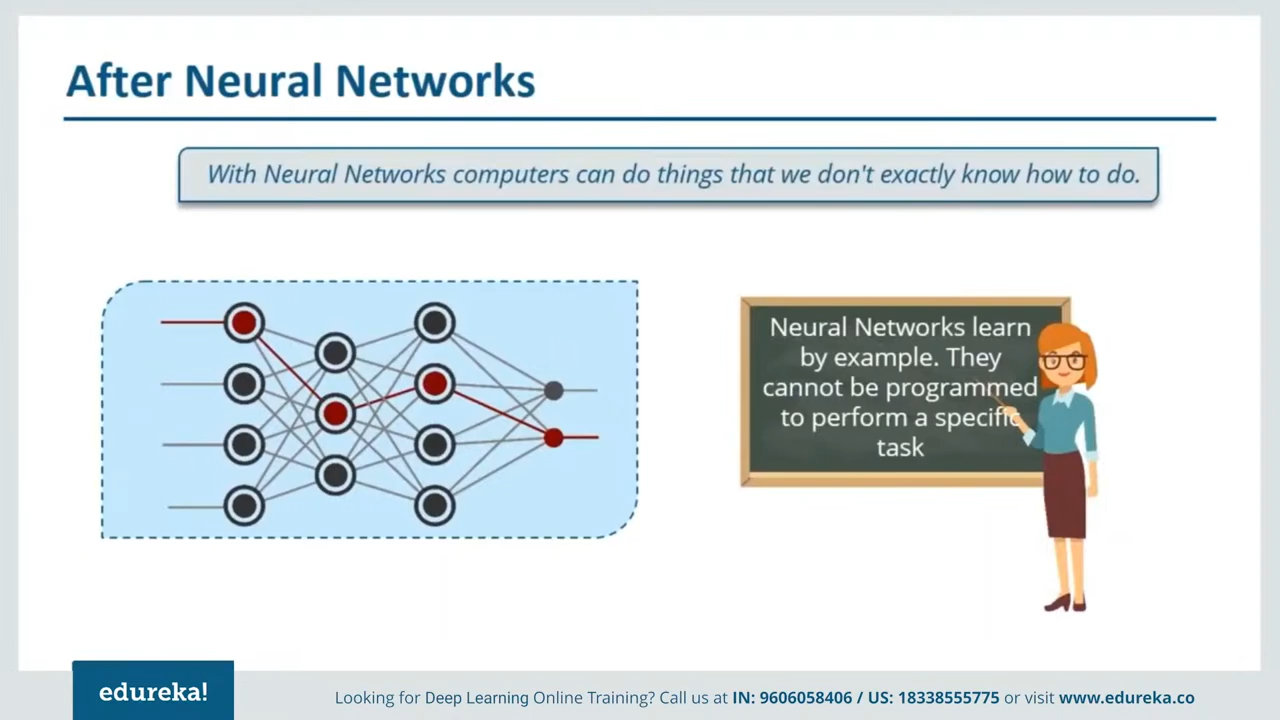 After Neural Networks
With Neural Networks computers can do things that we don't exactly know how to do.
Neural Networks learn
by example. They
cannot be programmed
to perform a specific
task
edureka!
Looking for Deep Learning Online Training? Call us at IN: 9606058406 / US: 18338555775 or visit www.edureka.co